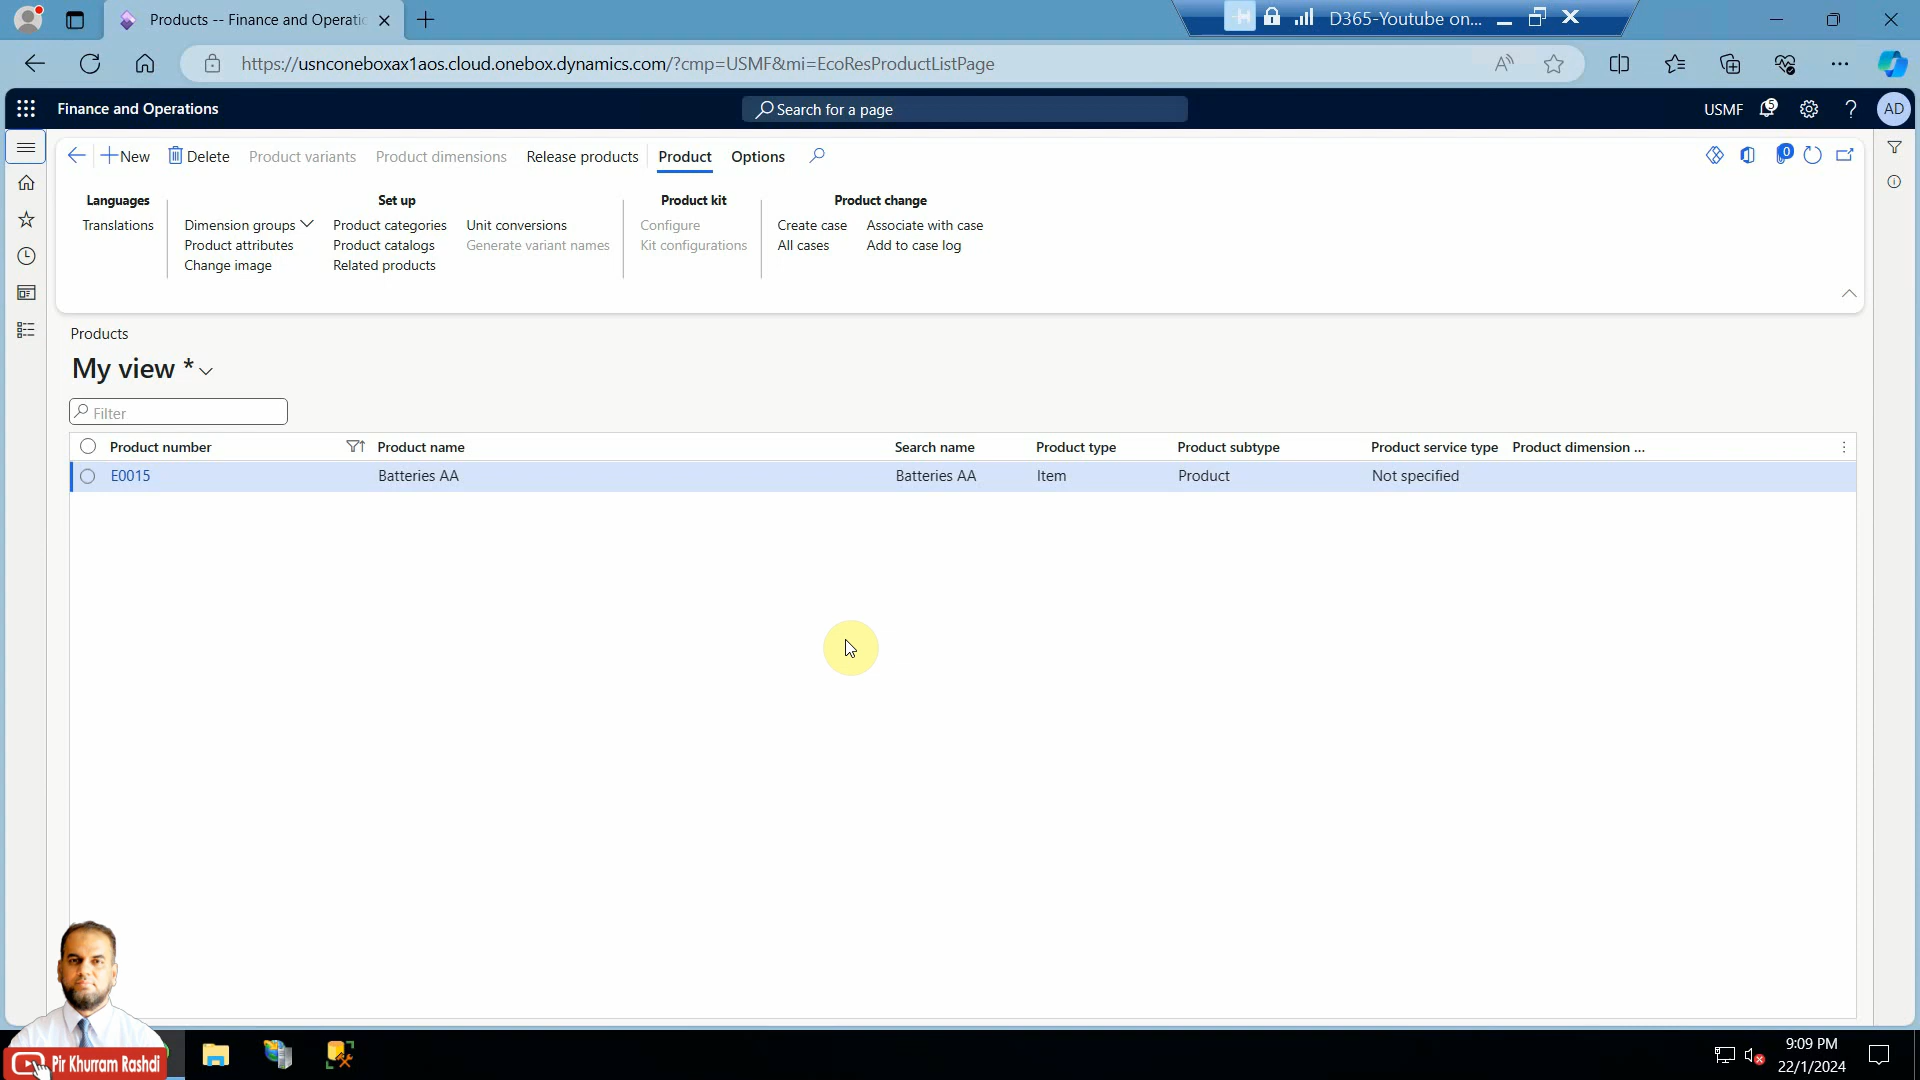 Products -- Finance and Operatic
D365-Youtube on...
https://usnconeboxax1aos.cloud.onebox.dynamics.com/?cmp=USMF&mi=EcoResProductListPage
Finance and Operations
Search for a page
USMF
5
AD
New
Delete
Product variants
Product dimensions
Release products
Product
Options
0
Languages
Translations
Set up
Dimension groups
Product categories
Unit conversions
Product attributes
Product catalogs
Generate variant names
Change image
Related products
Product kit
Configure
Kit configurations
Product change
Create case
Associate with case
All cases
Add to case log
Products
My view *
Filter
Product number Product name Search name Product type Product subtype Product service type Product dimension ...
E0015 Batteries AA Batteries AA Item Product Not specified
Pir Khurram Rashdi
9:09 PM
22/1/2024